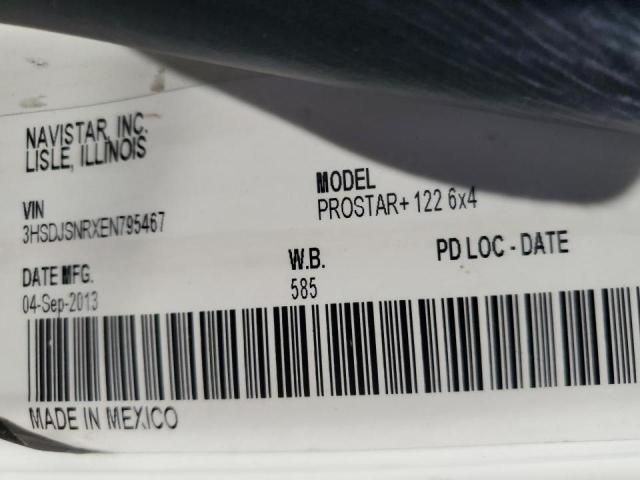 NAVISTAR, INC.
LISLE, ILLINOIS
VIN
3HSDJSNRXEN795467
MODEL
PROSTAR+ 122 6x4
DATE MFG.
04-Sep-2013
W.B.
585
PD LOC - DATE
MADE IN MEXICO